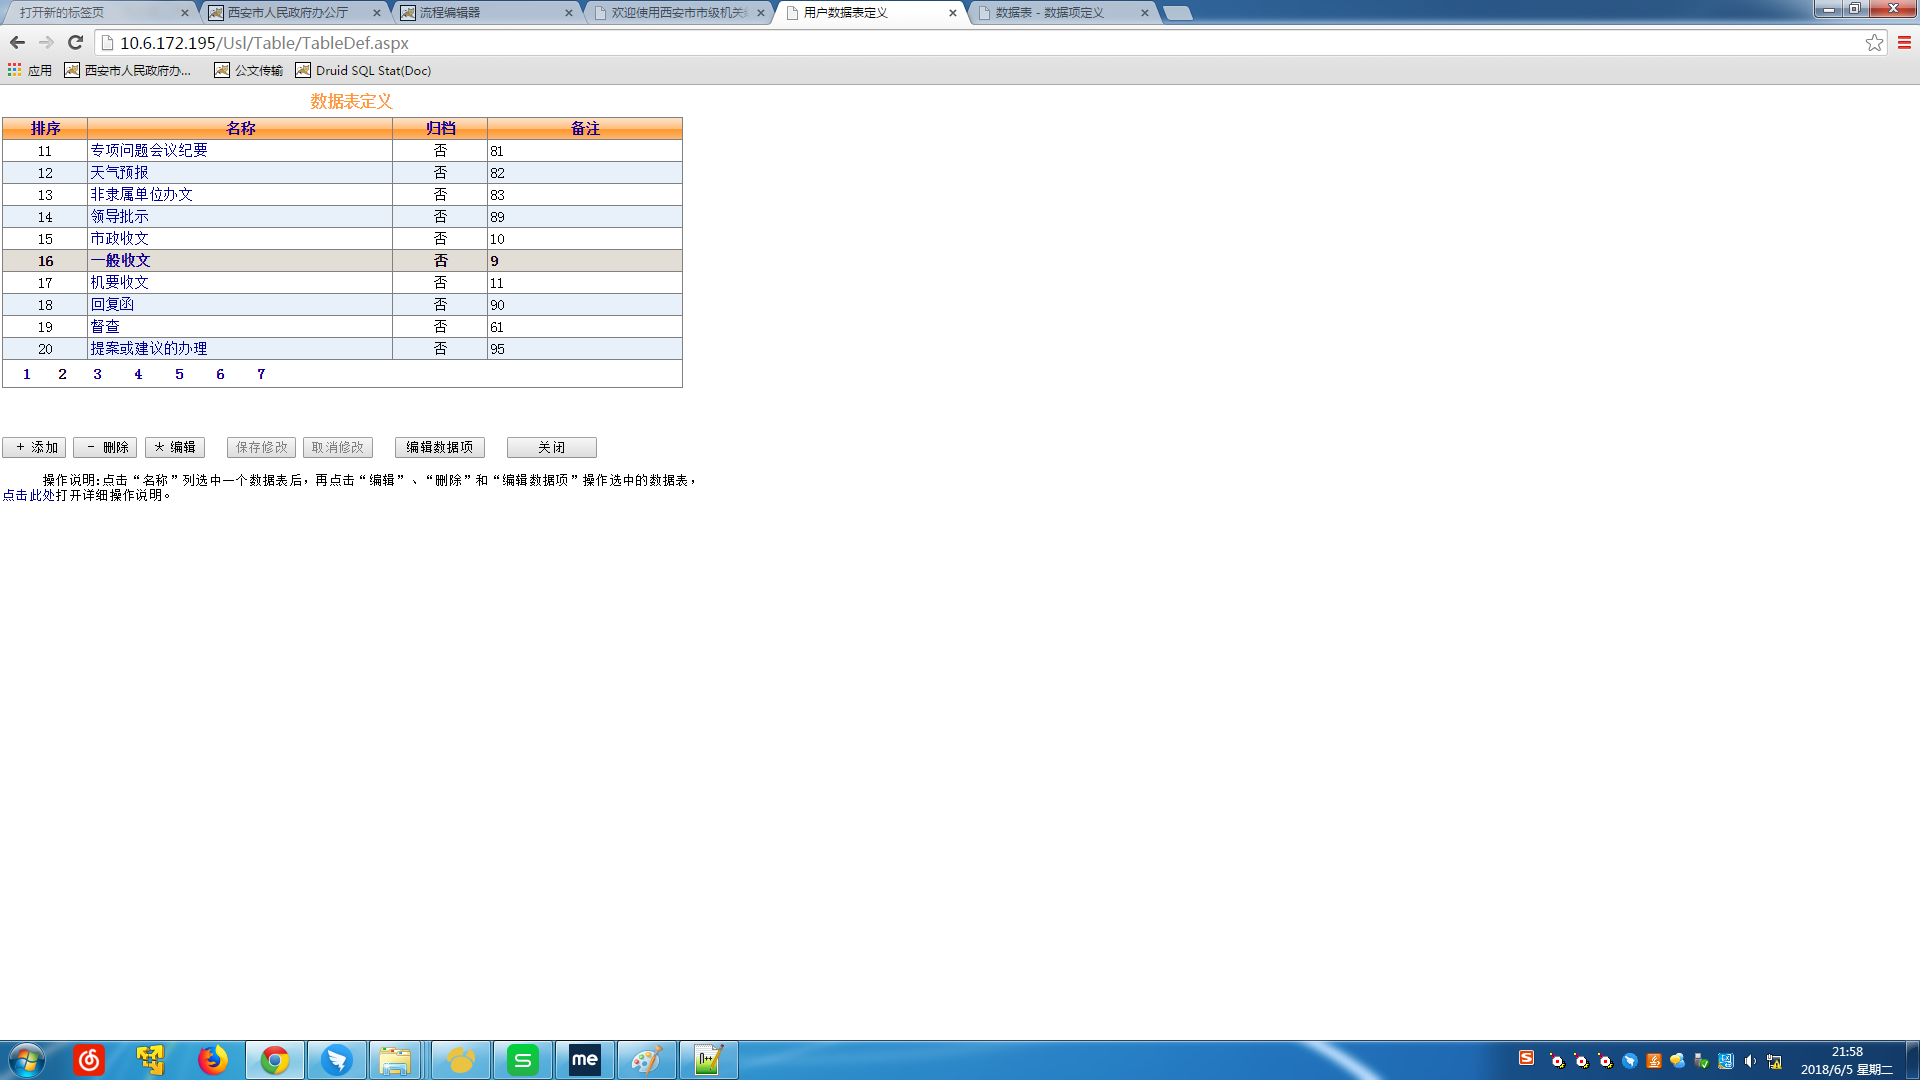 打开新的标签页
西安市人民政府办公厅
流程编辑器
欢迎使用西安市市级机关
用户数据表定义
数据表 - 数据项定义
10.6.172.195/Usl/Table/TableDef.aspx
应用
西安市人民政府办...
公文传输
Druid SQL Stat(Doc)
数据表定义
排序 名称 归档 备注
11 专项问题会议纪要 否 81
12 天气预报 否 82
13 非隶属单位办文 否 83
14 领导批示 否 89
15 市政收文 否 10
16 一般收文 否 9
17 机要收文 否 11
18 回复函 否 90
19 督查 否 61
20 提案或建议的办理 否 95
1 2 3 4 5 6 7
+ 添加 - 删除 * 编辑 保存修改 取消修改 编辑数据项 关闭
操作说明:点击“名称”列选中一个数据表后，再点击“编辑”、“删除”和“编辑数据项”操作选中的数据表，
点击此处打开详细操作说明。
me
21:58
2018/6/5 星期二